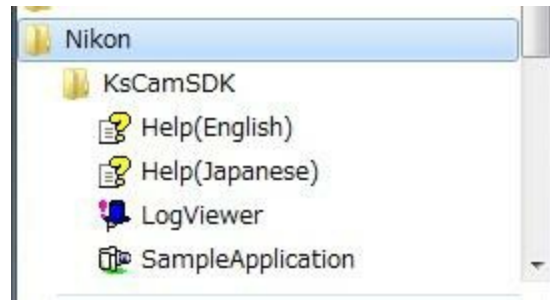 Nikon
KsCamSDK
Help(English)
Help(Japanese)
LogViewer
SampleApplication